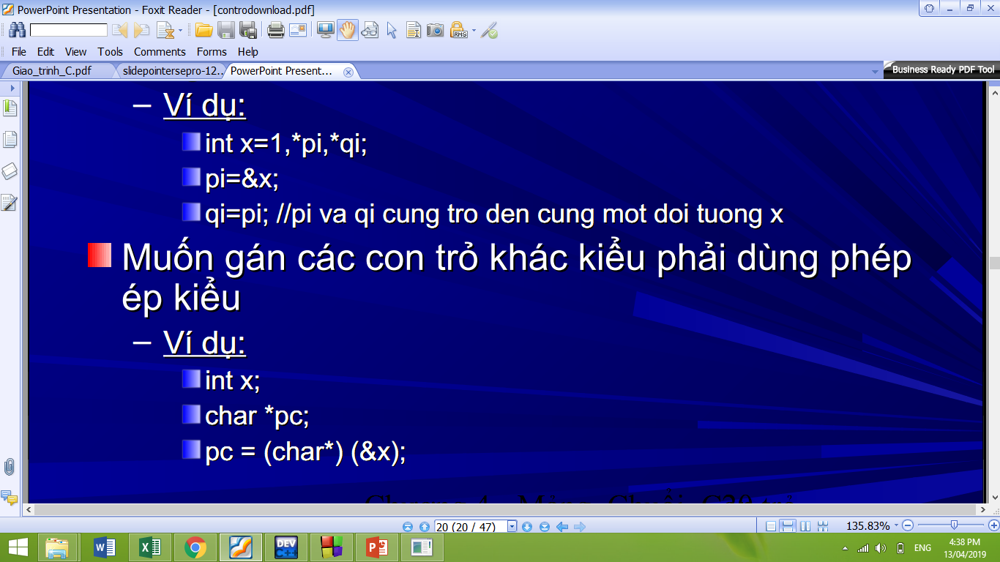 PowerPoint Presentation - Foxit Reader - [controdownload.pdf]
RMS
File Edit View Tools Comments Forms Help
Giao_trinh_C.pdf slidepointersepro-12.. PowerPoint Present... Business Ready PDF Tool
– Ví dụ:
int x=1,*pi,*qi;
pi=&x;
qi=pi; //pi va qi cung tro den cung mot doi tuong x
Muốn gán các con trỏ khác kiểu phải dùng phép
ép kiểu
– Ví dụ:
int x;
char *pc;
pc = (char*) (&x);
20 (20 / 47) 135.83%
DEV C++ ENG 4:38 PM
13/04/2019